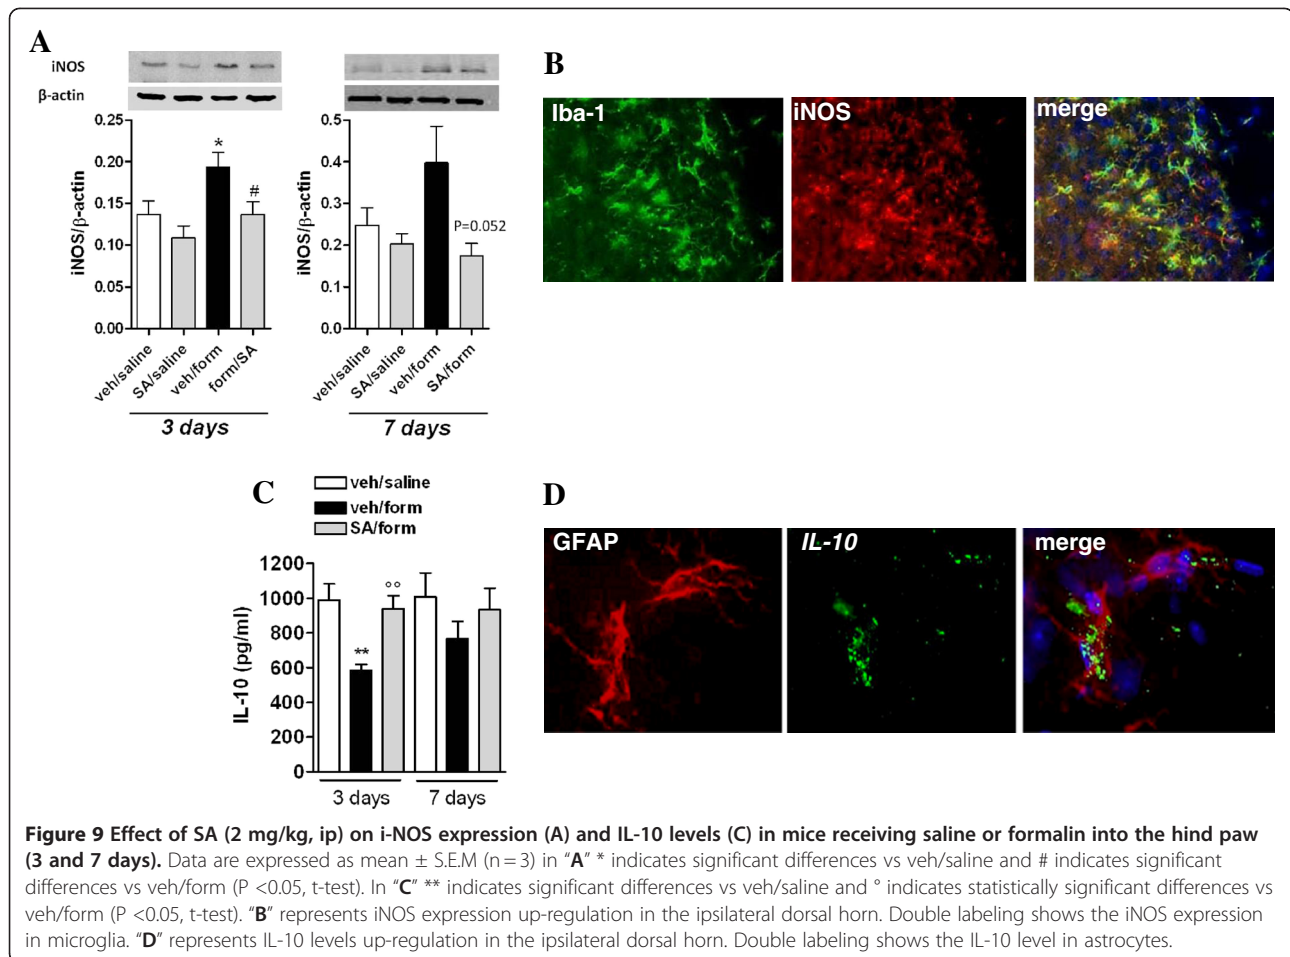 A
iNOS
β-actin
iNOS/β-actin
0.25
0.20
0.15
0.10
0.05
0.00
*
#
veh/saline
SA/saline
veh/form
form/SA
3 days
iNOS/β-actin
0.5
0.4
0.3
0.2
0.1
0.0
P=0.052
veh/saline
SA/saline
veh/form
SA/form
7 days
B
Iba-1
iNOS
merge
C
veh/saline
veh/form
SA/form
IL-10 (pg/ml)
1200
1000
800
600
400
200
0
**
°°
3 days
7 days
D
GFAP
IL-10
merge
Figure 9 Effect of SA (2 mg/kg, ip) on i-NOS expression (A) and IL-10 levels (C) in mice receiving saline or formalin into the hind paw
(3 and 7 days). Data are expressed as mean ± S.E.M (n = 3) in “A” * indicates significant differences vs veh/saline and # indicates significant
differences vs veh/form (P <0.05, t-test). In “C” ** indicates significant differences vs veh/saline and ° indicates statistically significant differences vs
veh/form (P <0.05, t-test). “B” represents iNOS expression up-regulation in the ipsilateral dorsal horn. Double labeling shows the iNOS expression
in microglia. “D” represents IL-10 levels up-regulation in the ipsilateral dorsal horn. Double labeling shows the IL-10 level in astrocytes.